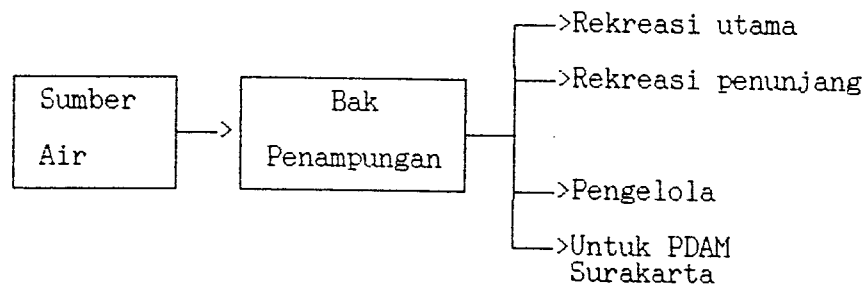 Sumber
Air
Bak
Penampungan
>Rekreasi utama
>Rekreasi penunjang
>Pengelola
>Untuk PDAM
Surakarta